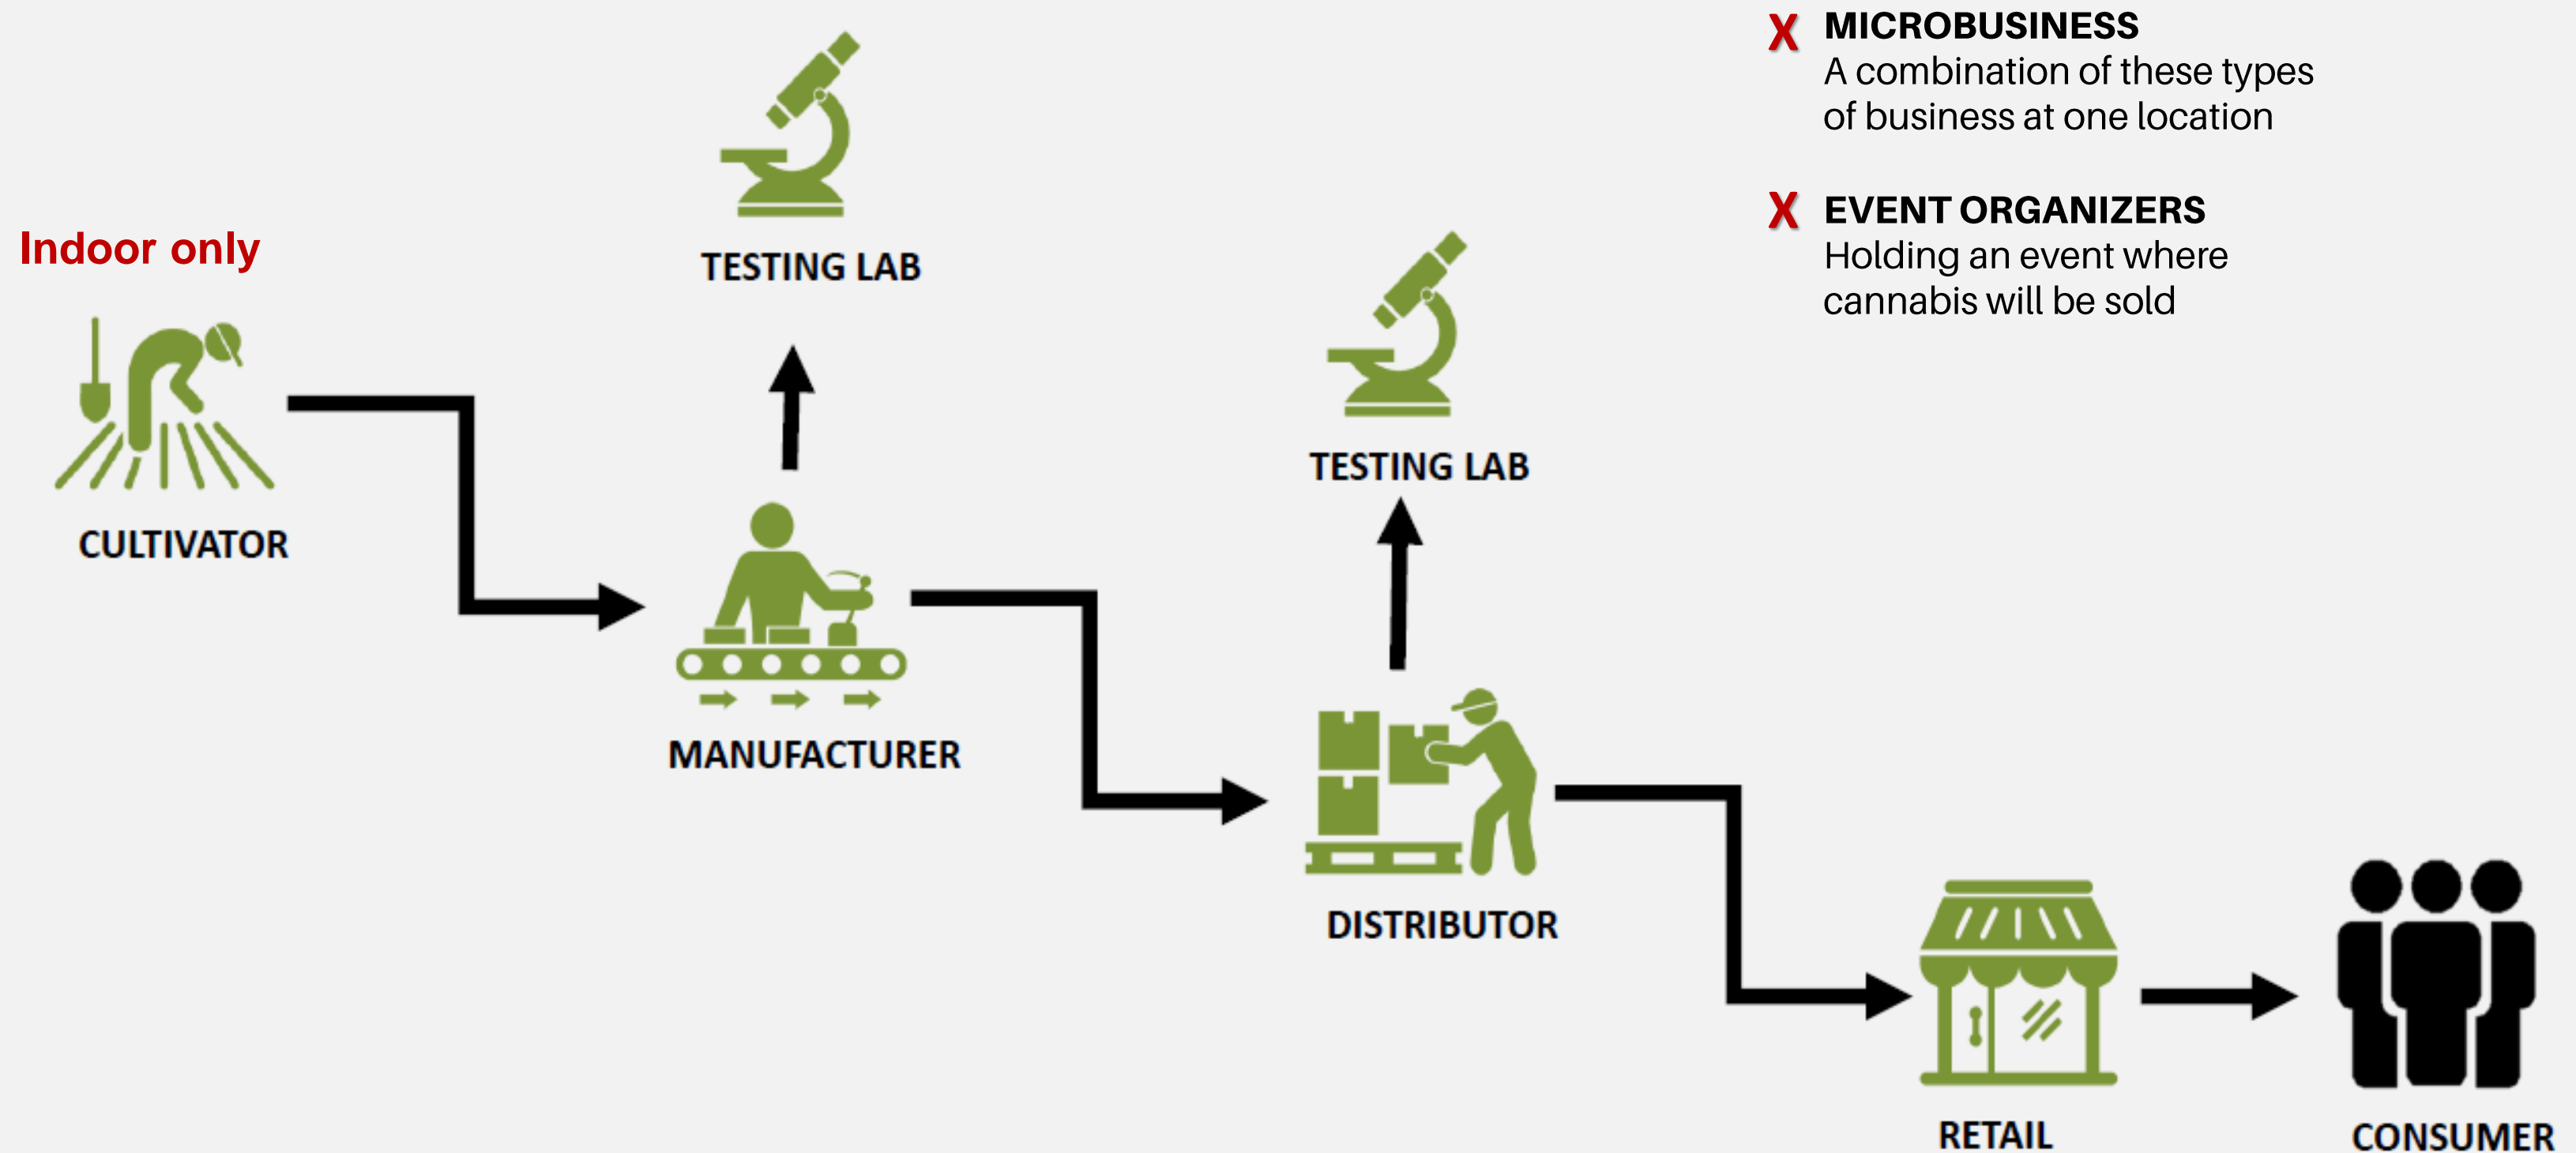 X MICROBUSINESS
A combination of these types
of business at one location
X EVENT ORGANIZERS
Holding an event where
cannabis will be sold
Indoor only
TESTING LAB
TESTING LAB
CULTIVATOR
MANUFACTURER
DISTRIBUTOR
RETAIL
CONSUMER